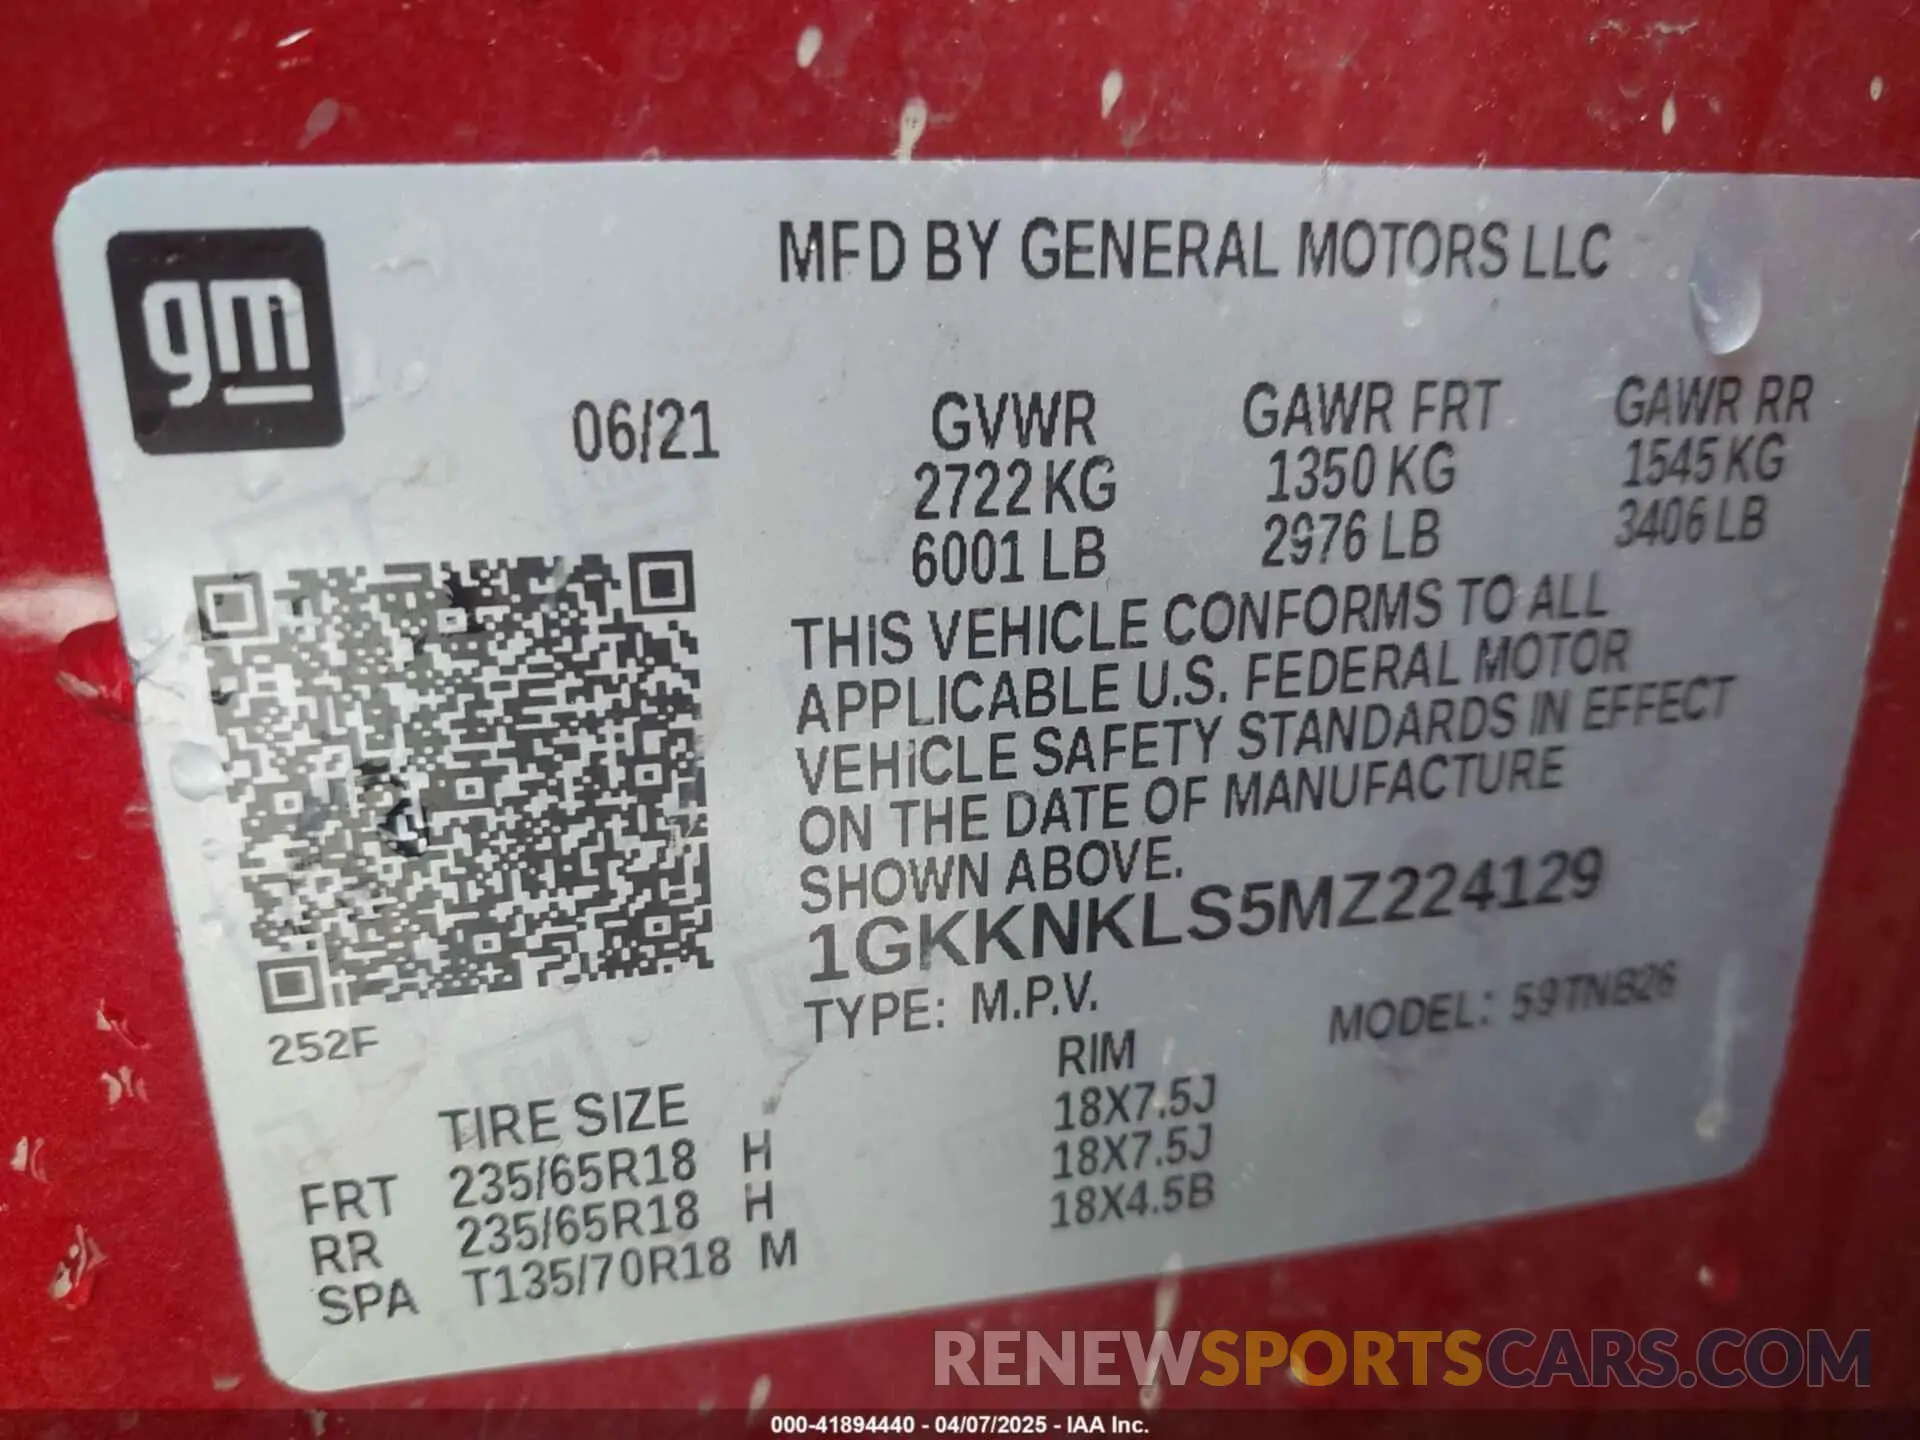 gm
MFD BY GENERAL MOTORS LLC
06/21 GVWR GAWR FRT GAWR RR
2722 KG 1350 KG 1545 KG
6001 LB 2976 LB 3406 LB
THIS VEHICLE CONFORMS TO ALL
APPLICABLE U.S. FEDERAL MOTOR
VEHICLE SAFETY STANDARDS IN EFFECT
ON THE DATE OF MANUFACTURE
SHOWN ABOVE.
1GKKNKLS5MZ224129
TYPE: M.P.V. MODEL: 59TNB26
252F
TIRE SIZE RIM
FRT 235/65R18 H 18X7.5J
RR 235/65R18 H 18X7.5J
SPA T135/70R18 M 18X4.5B
RENEWSPORTSCARS.COM
000-41894440 - 04/07/2025 - IAA Inc.